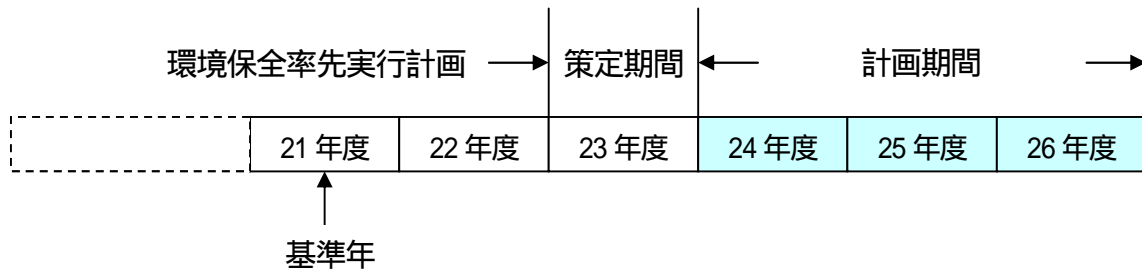 環境保全率先実行計画 策定期間 計画期間
21 年度 22 年度 23 年度 24 年度 25 年度 26 年度
基準年